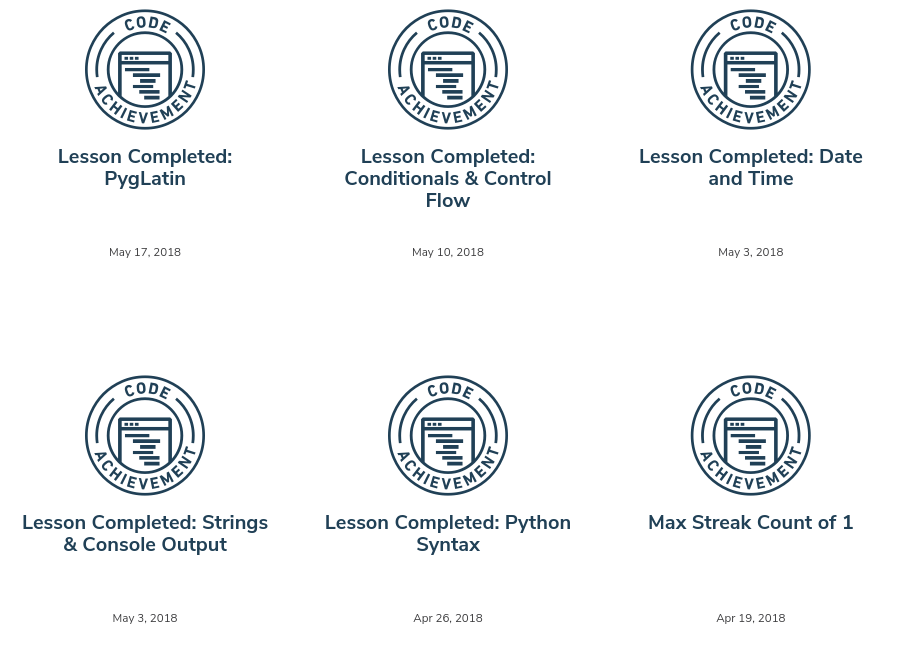 CODE
ACHIEVEMENT
Lesson Completed:
PygLatin
May 17, 2018
CODE
ACHIEVEMENT
Lesson Completed:
Conditionals & Control
Flow
May 10, 2018
CODE
ACHIEVEMENT
Lesson Completed: Date
and Time
May 3, 2018
CODE
ACHIEVEMENT
Lesson Completed: Strings
& Console Output
May 3, 2018
CODE
ACHIEVEMENT
Lesson Completed: Python
Syntax
Apr 26, 2018
CODE
ACHIEVEMENT
Max Streak Count of 1
Apr 19, 2018